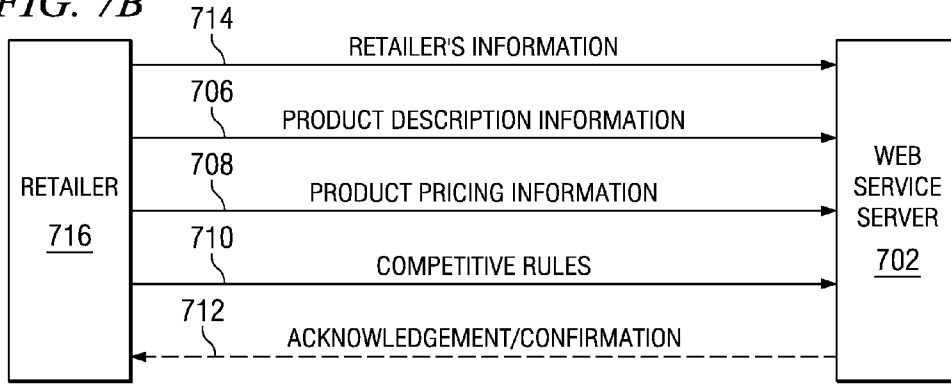 FIG. 7B
714
RETAILER'S INFORMATION
706
PRODUCT DESCRIPTION INFORMATION
708
PRODUCT PRICING INFORMATION
710
COMPETITIVE RULES
712
ACKNOWLEDGEMENT/CONFIRMATION
RETAILER
716
WEB
SERVICE
SERVER
702